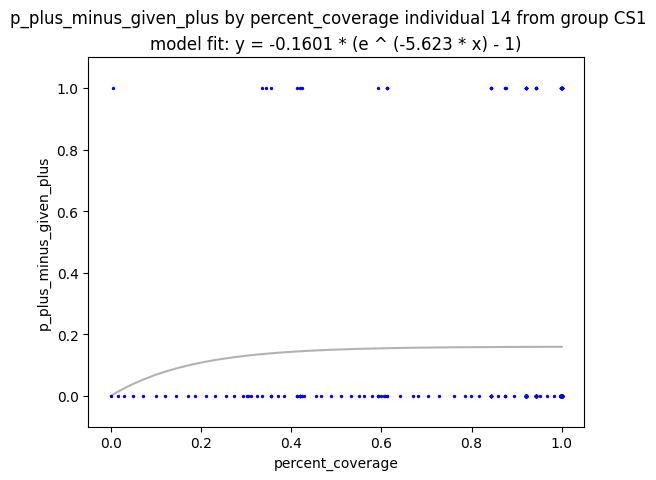 p_plus_minus_given_plus by percent_coverage individual 14 from group CS1
model fit: y = -0.1601 * (e ^ (-5.623 * x) - 1)
1.0
0.8
0.6
0.4
0.2
0.0
p_plus_minus_given_plus
0.0 0.2 0.4 0.6 0.8 1.0
percent_coverage